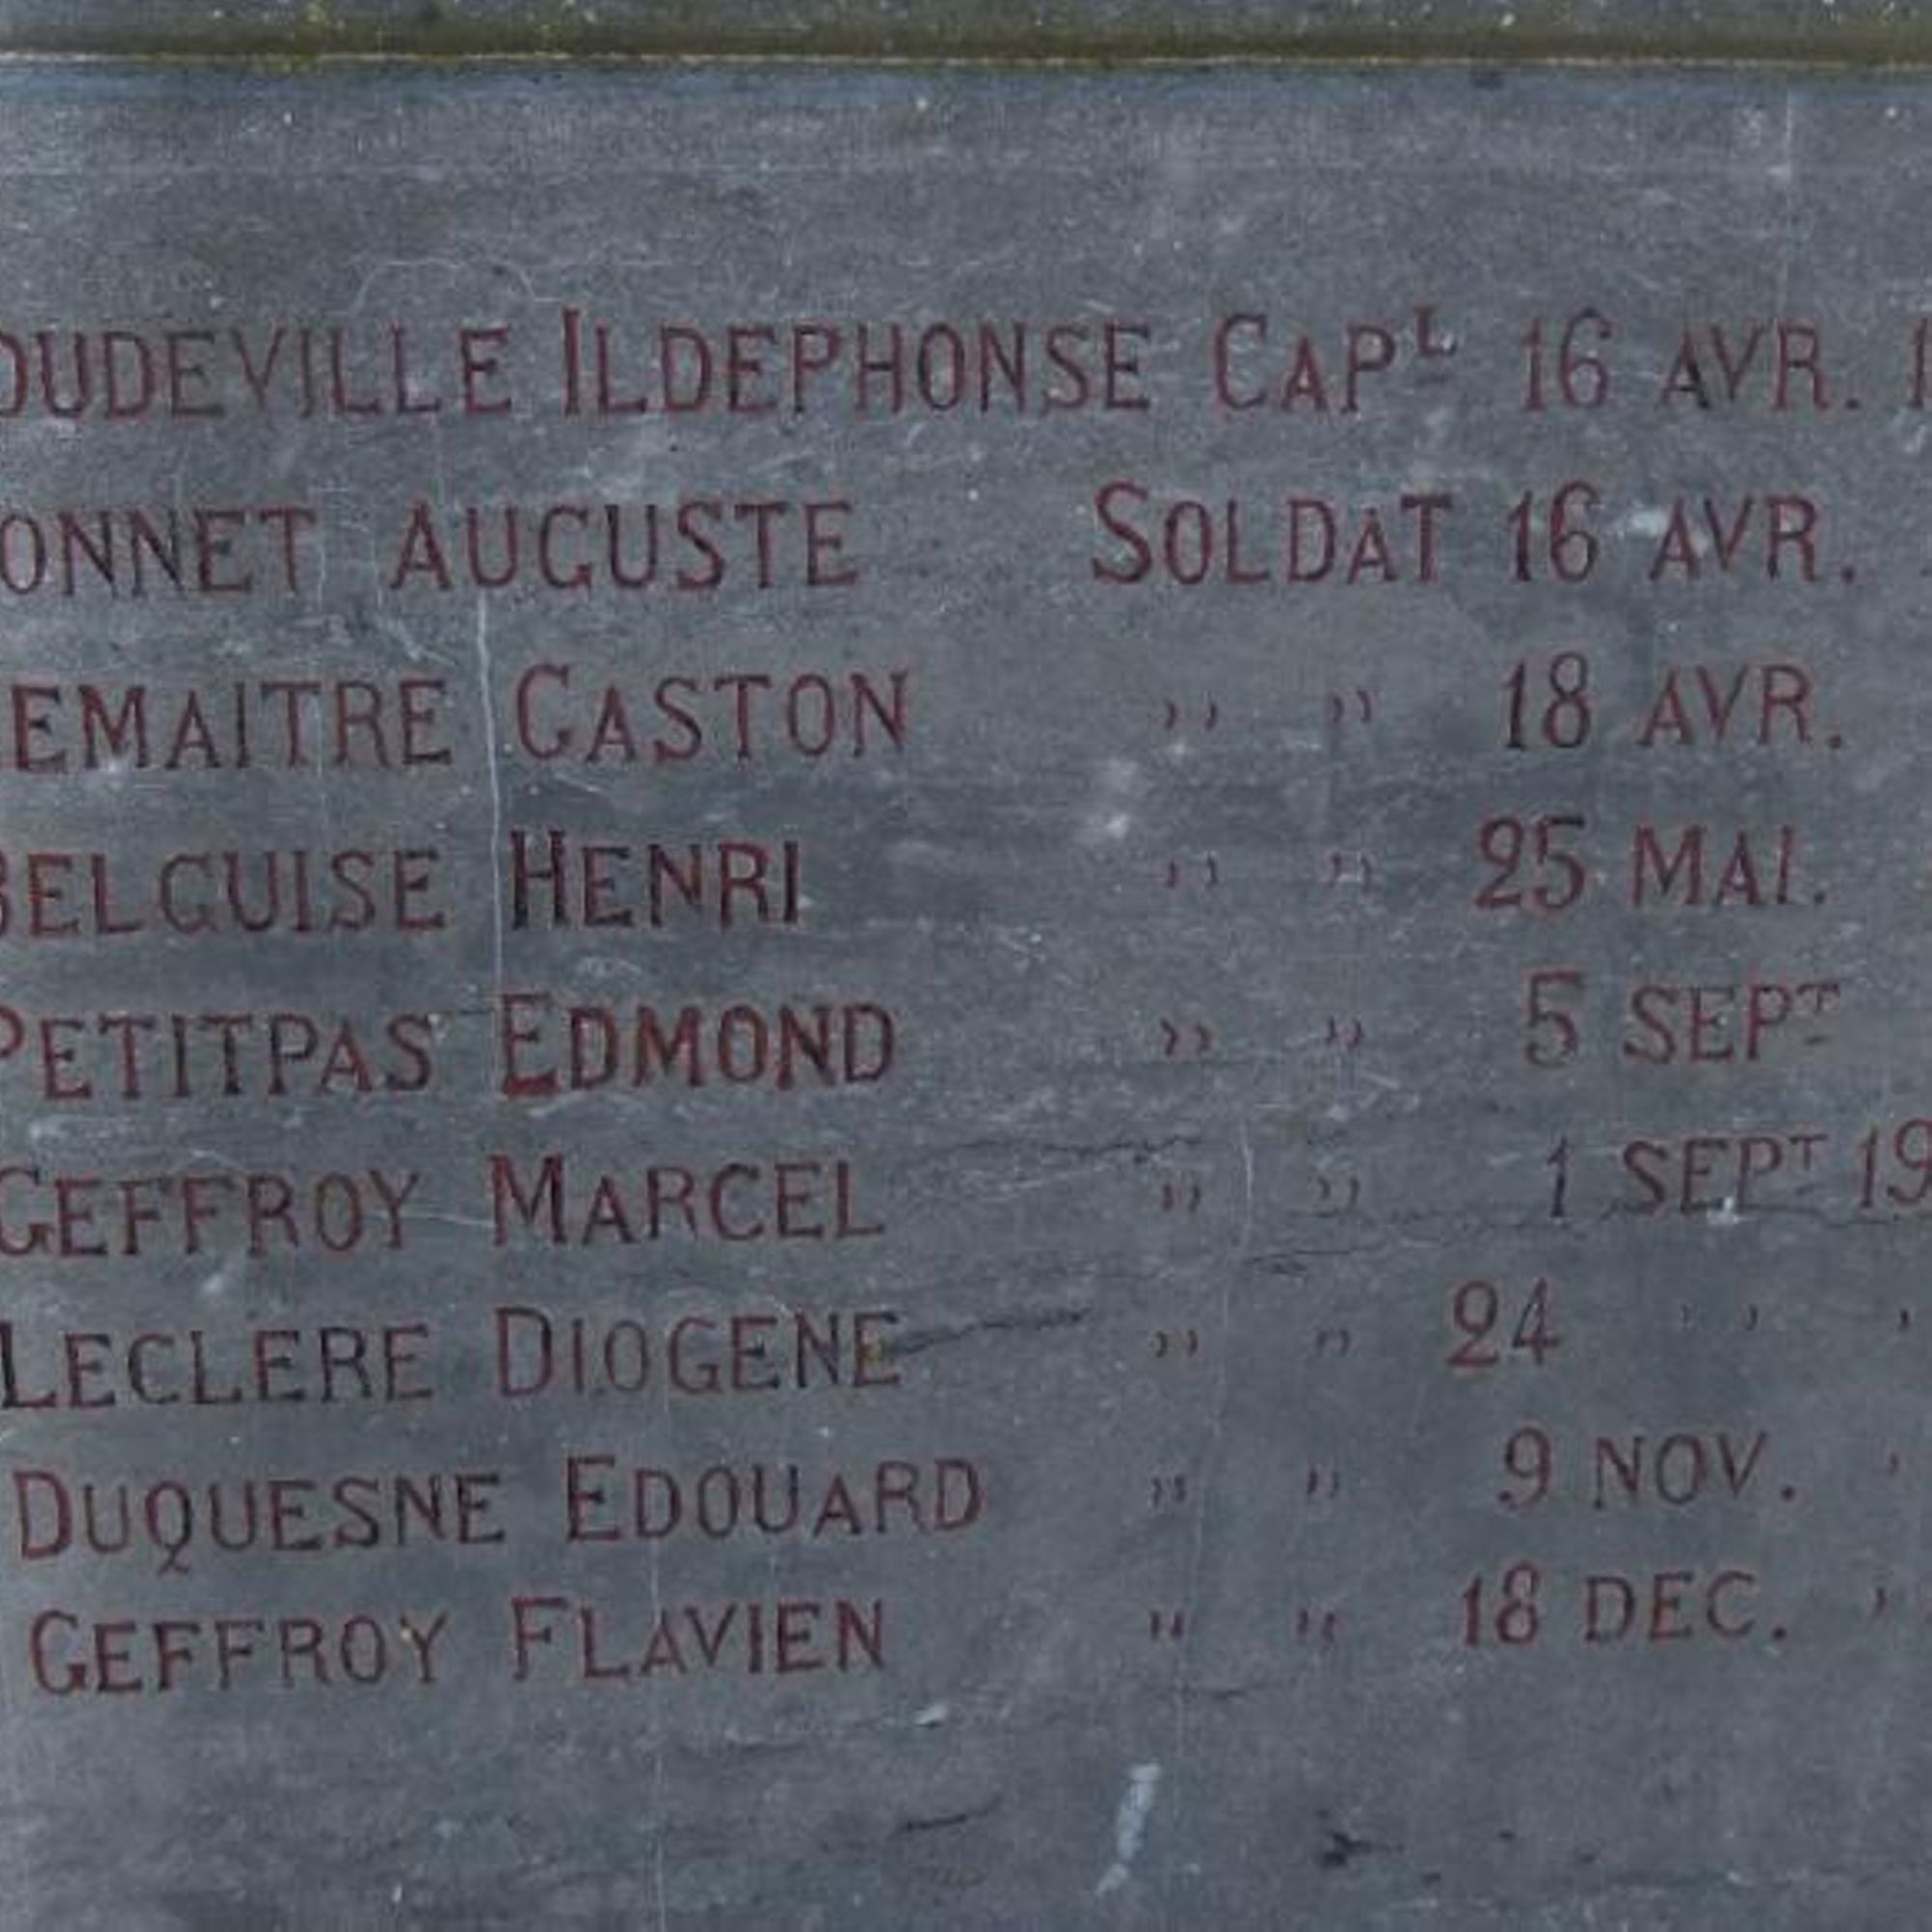 OUDEVILLE ILDEPHONSE CAPL 16 AVR.
ONNET AUGUSTE SOLDAT 16 AVR.
LEMAITRE GASTON " " 18 AVR.
BELGUISE HENRI " " 25 MAI.
PETITPAS EDMOND " " 5 SEPT
GEFFROY MARCEL " " 1 SEPT 19
LECLERE DIOGENE " " 24 " "
DUQUESNE EDOUARD " " 9 NOV. "
GEFFROY FLAVIEN " " 18 DEC. "